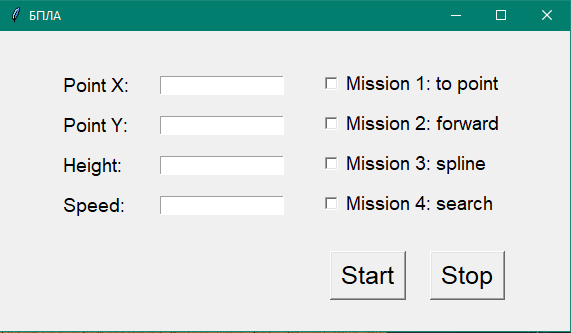 БПЛА
Point X:
Point Y:
Height:
Speed:
Mission 1: to point
Mission 2: forward
Mission 3: spline
Mission 4: search
Start
Stop